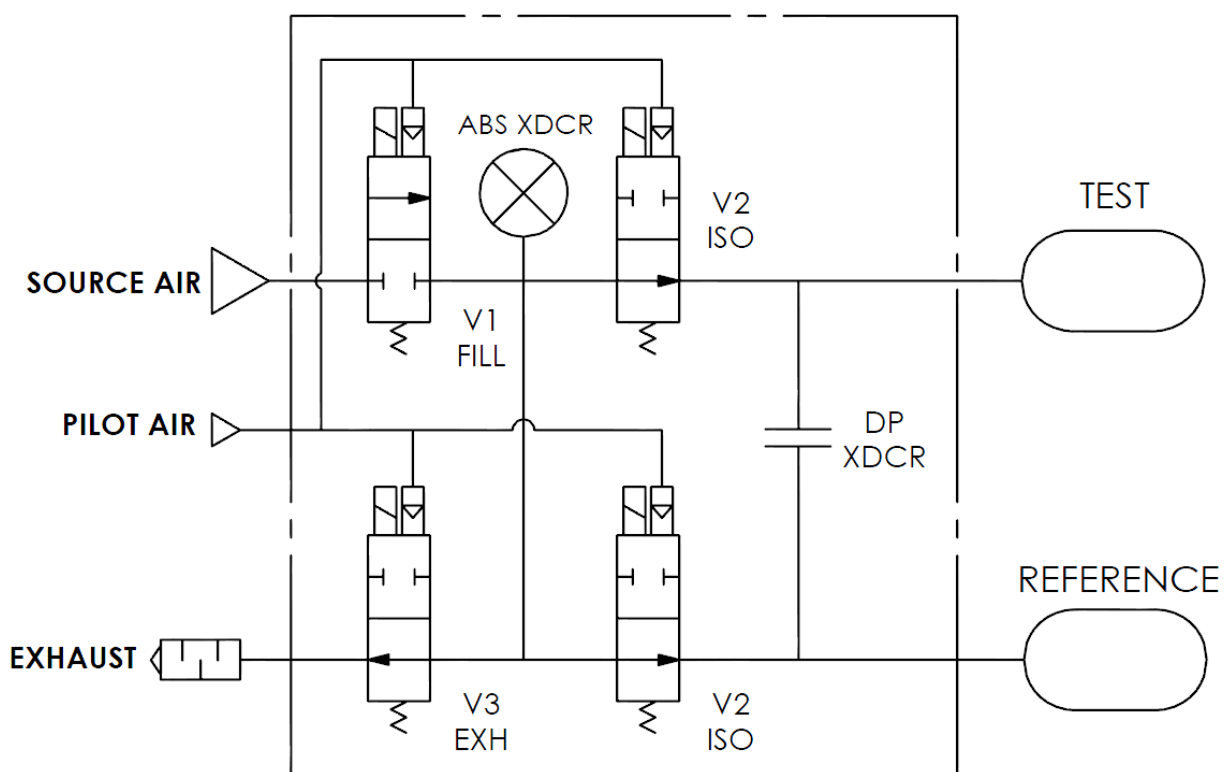 ABS XDCR
V2
ISO
TEST
SOURCE AIR
V1
FILL
PILOT AIR
DP
XDCR
REFERENCE
EXHAUST
V3
EXH
V2
ISO